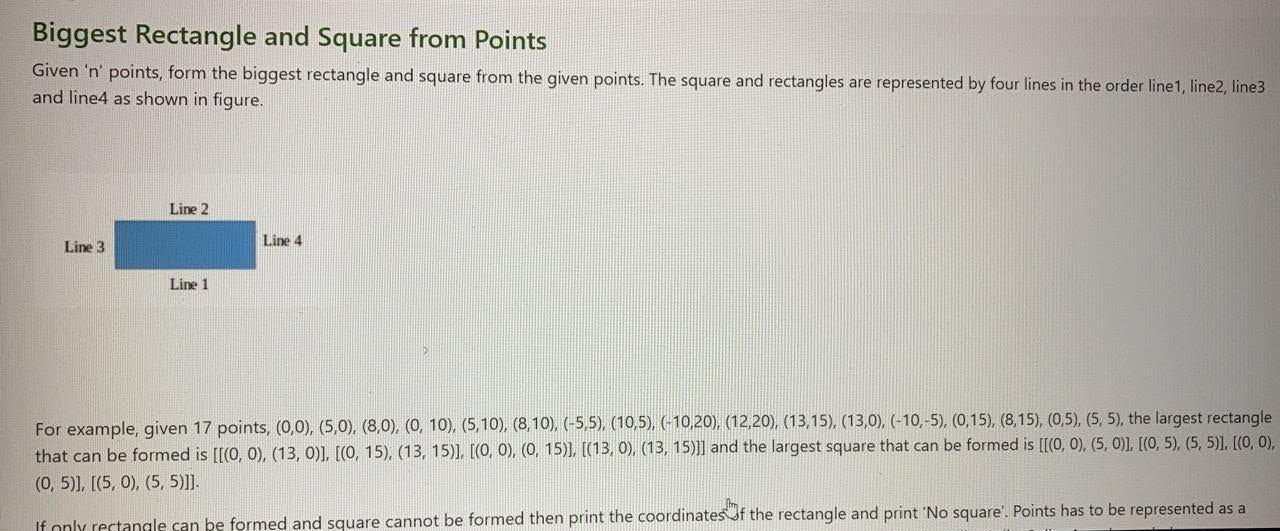 Biggest Rectangle and Square from Points
Given 'n' points, form the biggest rectangle and square from the given points. The square and rectangles are represented by four lines in the order line1, line2, line3
and line4 as shown in figure.
Line 2
Line 3
Line 4
Line 1
For example, given 17 points, (0,0), (5,0), (8,0), (0, 10), (5,10), (8,10), (-5,5), (10,5), (-10,20), (12,20), (13,15), (13,0), (-10,-5), (0,15), (8,15), (0,5), (5, 5), the largest rectangle
that can be formed is [[(0, 0), (13, 0)], [(0, 15), (13, 15)], [(0, 0), (0, 15)], [(13, 0), (13, 15)]] and the largest square that can be formed is [[(0, 0), (5, 0)], [(0, 5), (5, 5)], [(0, 0),
(0, 5)], [(5, 0), (5, 5)]].
If only rectangle can be formed and square cannot be formed then print the coordinates of the rectangle and print 'No square'. Points has to be represented as a